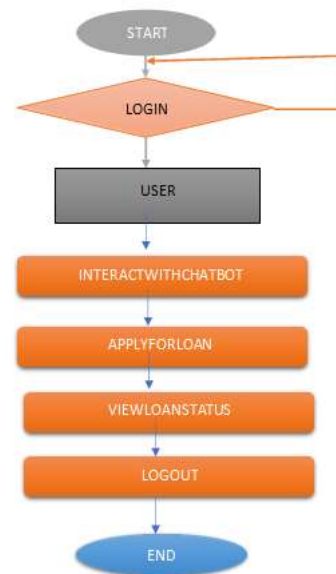 START
LOGIN
USER
INTERACTWITHCHATBOT
APPLYFORLOAN
VIEWLOANSTATUS
LOGOUT
END